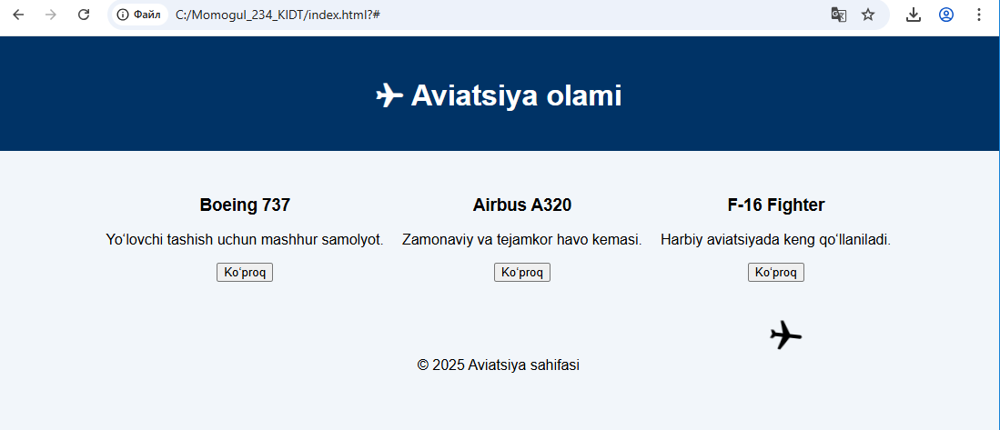 Файл C:/Momogul_234_KIDT/index.html?#
✈ Aviatsiya olami
Boeing 737 Airbus A320 F-16 Fighter
Yo‘lovchi tashish uchun mashhur samolyot. Zamonaviy va tejamkor havo kemasi. Harbiy aviatsiyada keng qo‘llaniladi.
Ko‘proq Ko‘proq Ko‘proq
© 2025 Aviatsiya sahifasi